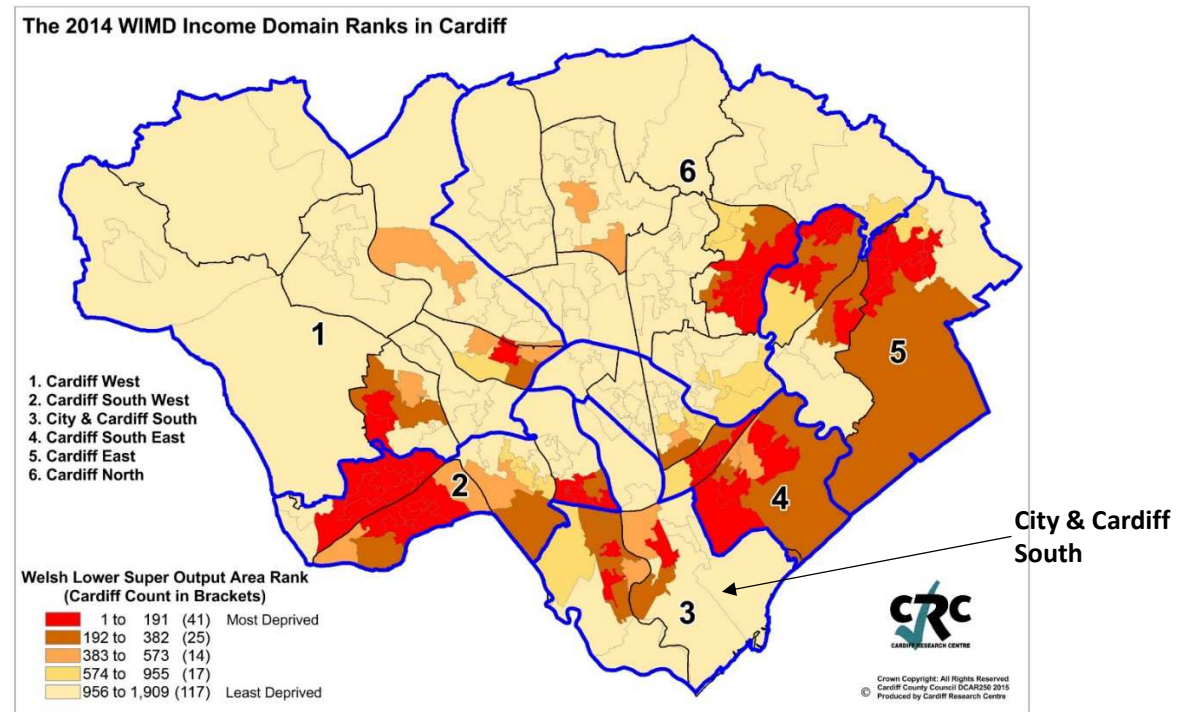 The 2014 WIMD Income Domain Ranks in Cardiff
6
1
5
1. Cardiff West
2. Cardiff South West
3. City & Cardiff South
4. Cardiff South East
5. Cardiff East
6. Cardiff North
2
4
City & Cardiff
South
Welsh Lower Super Output Area Rank
(Cardiff Count in Brackets)
1 to 191 (41) Most Deprived
192 to 382 (25)
383 to 573 (14)
574 to 955 (17)
956 to 1,909 (117) Least Deprived
3
CRC
CARDIFF RESEARCH CENTRE
Crown Copyright: All Rights Reserved
© Cardiff County Council DCAR250 2015
Produced by Cardiff Research Centre